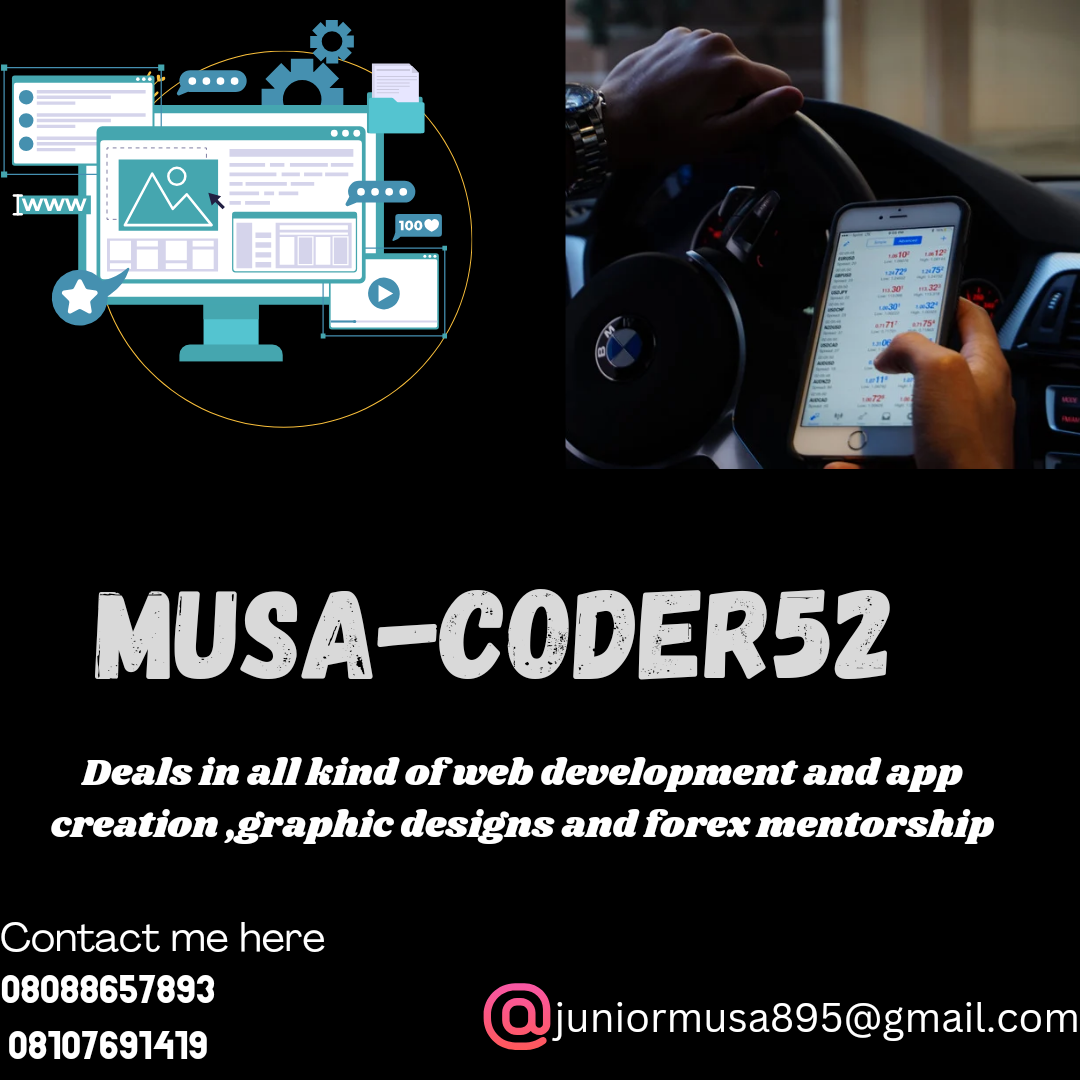 WWW
100
BMW
MUSA-CODER52
Deals in all kind of web development and app
creation ,graphic designs and forex mentorship
Contact me here
08088657893
08107691419
@juniormusa895@gmail.com